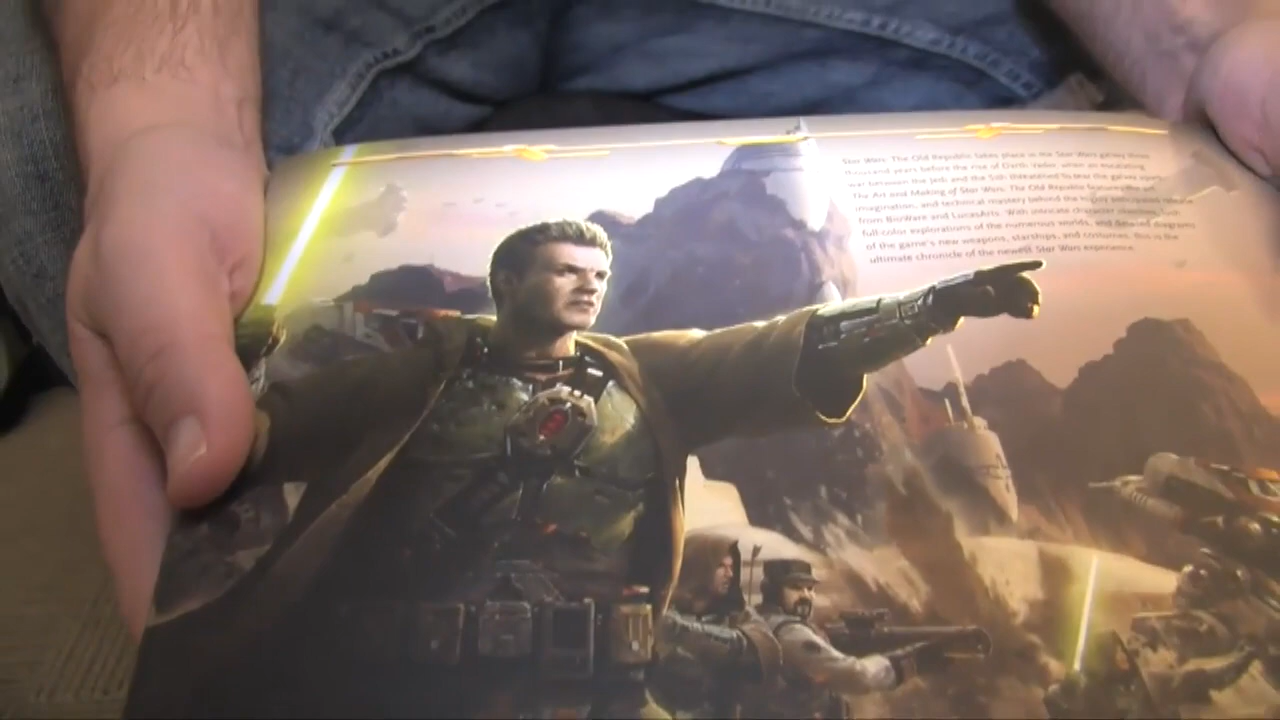 Star Wars: The Old Republic takes place in the Star Wars galaxy three
thousand years before the rise of Darth Vader, when an escalating
war between the Jedi and the Sith threatened to tear the galaxy apart.
The Art and Making of Star Wars: The Old Republic features the art,
imagination, and technical mastery behind the highly anticipated release
from BioWare and LucasArts. With intricate character sketches, lush
full-color explorations of the numerous worlds, and detailed diagrams
of the game's new weapons, starships, and costumes, this is the
ultimate chronicle of the newest Star Wars experience.